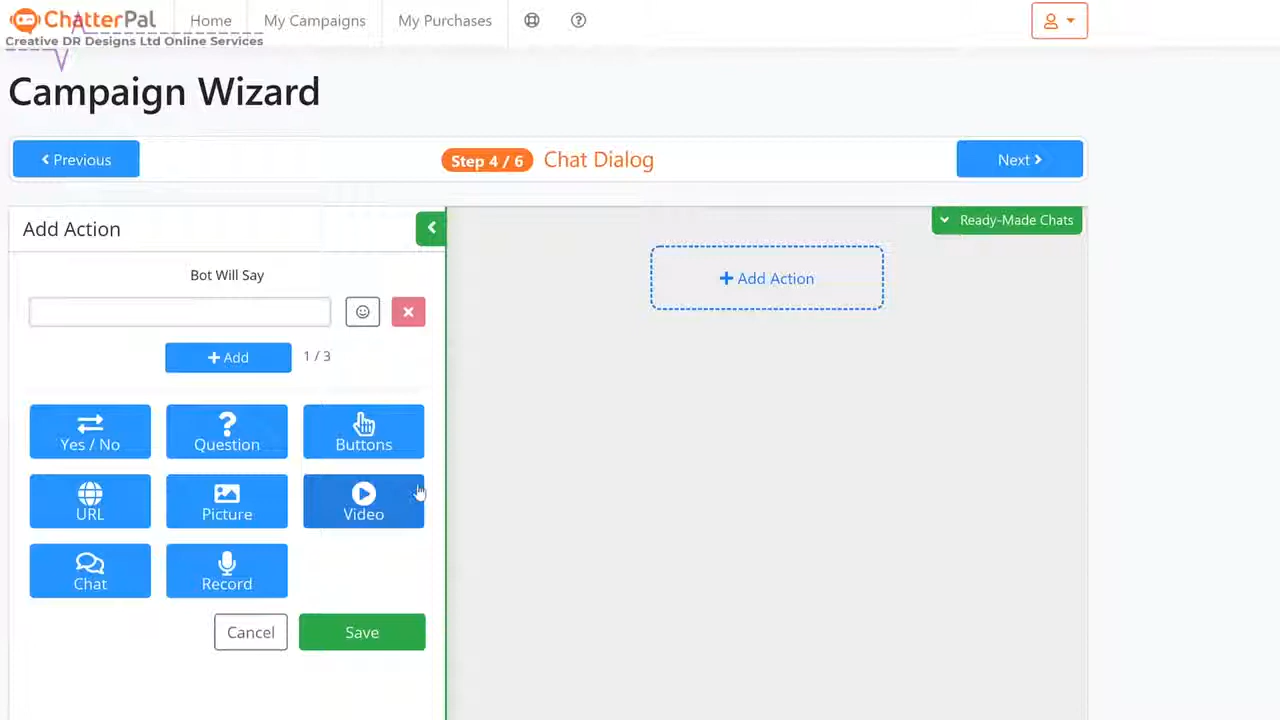 ChatterPal
Home
My Campaigns
My Purchases
Creative DR Designs Ltd Online Services
Campaign Wizard
Previous
Step 4 / 6
Chat Dialog
Next
Add Action
Ready-Made Chats
Bot Will Say
Add Action
Add
1 / 3
Yes / No
Question
Buttons
URL
Picture
Video
Chat
Record
Cancel
Save